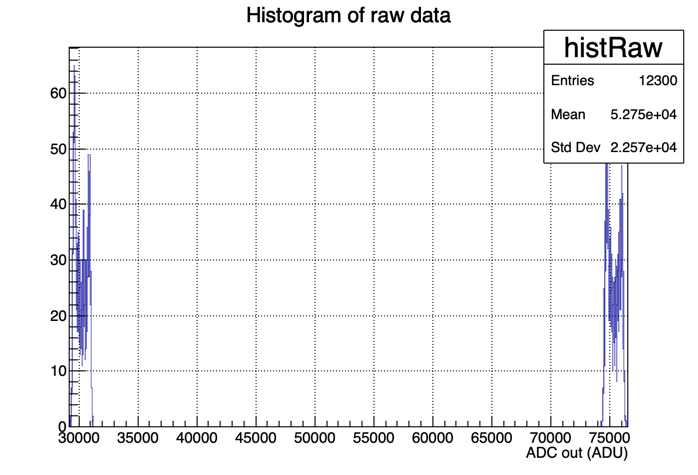 Histogram of raw data
histRaw
Entries 12300
Mean 5.275e+04
Std Dev 2.257e+04
60
50
40
30
20
10
0
30000 35000 40000 45000 50000 55000 60000 65000 70000 75000
ADC out (ADU)